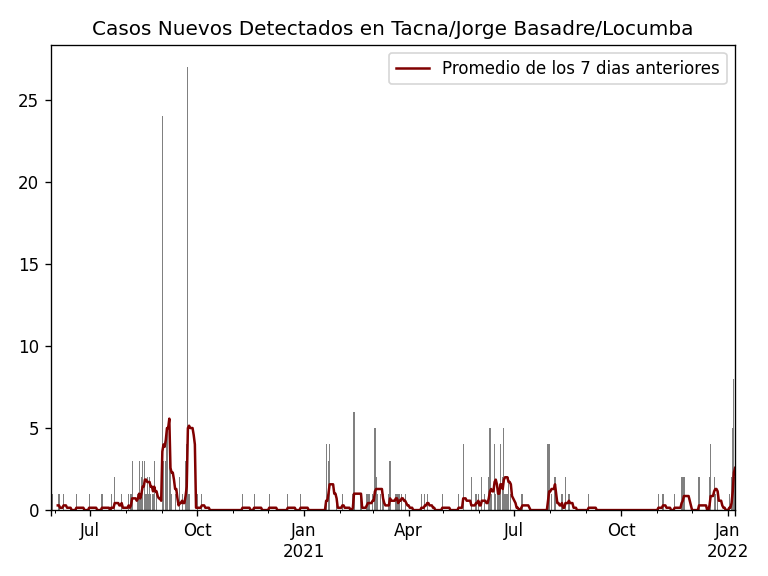 Casos Nuevos Detectados en Tacna/Jorge Basadre/Locumba
Promedio de los 7 dias anteriores
25
20
15
10
5
0
Jul Oct Jan Apr Jul Oct Jan
2021 2022